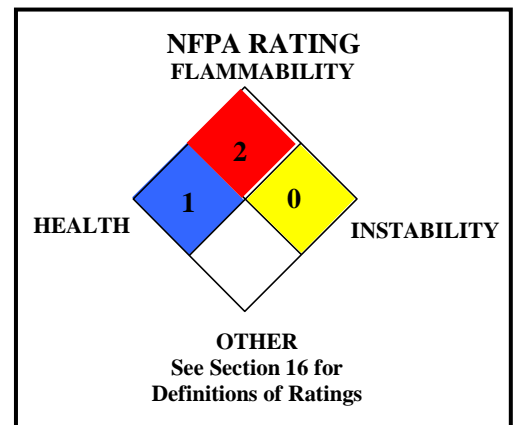 NFPA RATING
FLAMMABILITY
2
1
0
HEALTH
INSTABILITY
OTHER
See Section 16 for
Definitions of Ratings